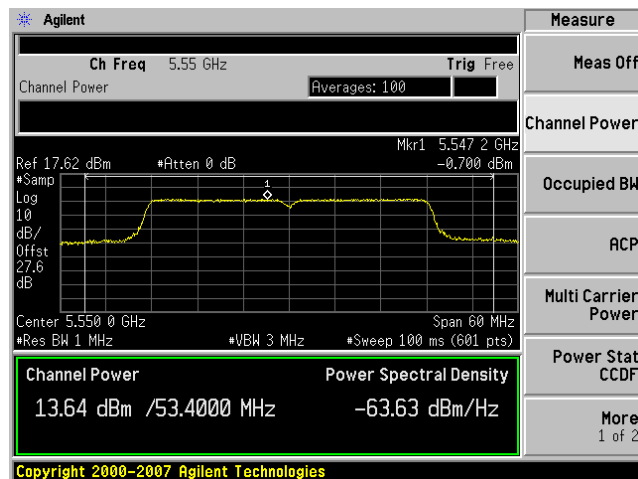 Agilent
Measure
Ch Freq 5.55 GHz Trig Free
Channel Power Averages: 100
Mkr1 5.547 2 GHz
Ref 17.62 dBm #Atten 0 dB -0.700 dBm
#Samp
Log
10
dB/
Offst
27.6
dB
1
Center 5.550 0 GHz Span 60 MHz
#Res BW 1 MHz #VBW 3 MHz #Sweep 100 ms (601 pts)
Channel Power Power Spectral Density
13.64 dBm /53.4000 MHz -63.63 dBm/Hz
Copyright 2000-2007 Agilent Technologies
Meas Off
Channel Power
Occupied BW
ACP
Multi Carrier
Power
Power Stat
CCDF
More
1 of 2